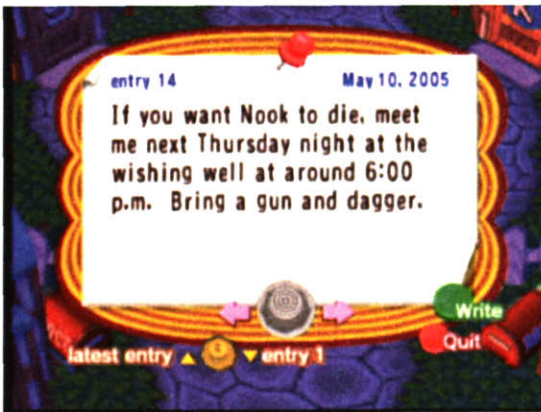 entry 14 May 10, 2005
If you want Nook to die, meet
me next Thursday night at the
wishing well at around 6:00
p.m. Bring a gun and dagger.
Write
Quit
latest entry ▲ ▼ entry 1